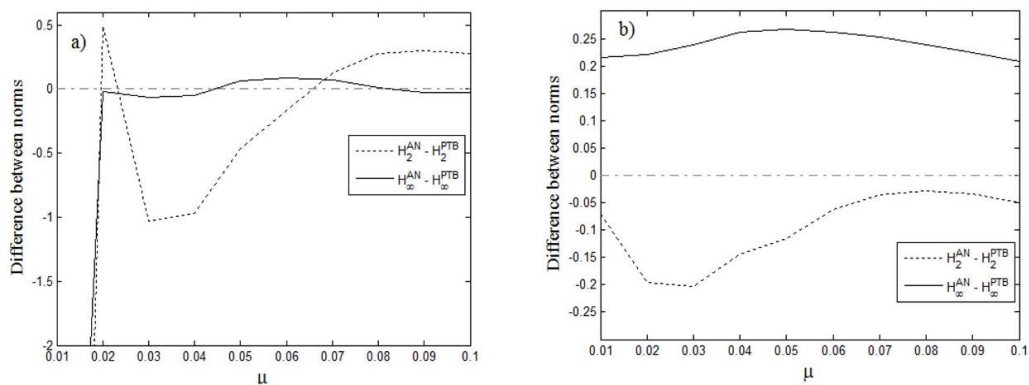 a)
Difference between norms
0.5
0
-0.5
-1
-1.5
-2
0.01 0.02 0.03 0.04 0.05 0.06 0.07 0.08 0.09 0.1
μ
H₂^AN - H₂^PTB
H∞^AN - H∞^PTB
b)
Difference between norms
0.25
0.2
0.15
0.1
0.05
0
-0.05
-0.1
-0.15
-0.2
-0.25
0.01 0.02 0.03 0.04 0.05 0.06 0.07 0.08 0.09 0.1
μ
H₂^AN - H₂^PTB
H∞^AN - H∞^PTB